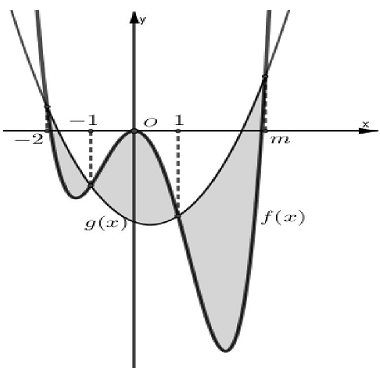 y
-1 O 1 x
-2 m
g(x) f(x)